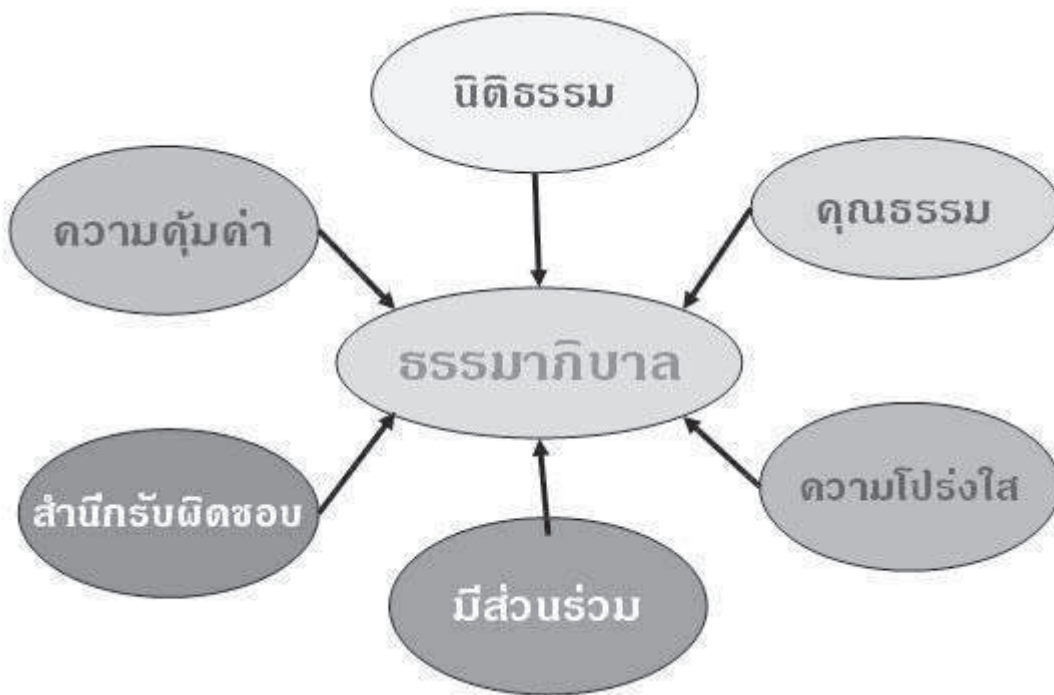 นิติธรรม
ความคุ้มค่า
คุณธรรม
ธรรมาภิบาล
สำนึกรับผิดชอบ
ความโปร่งใส
มีส่วนร่วม